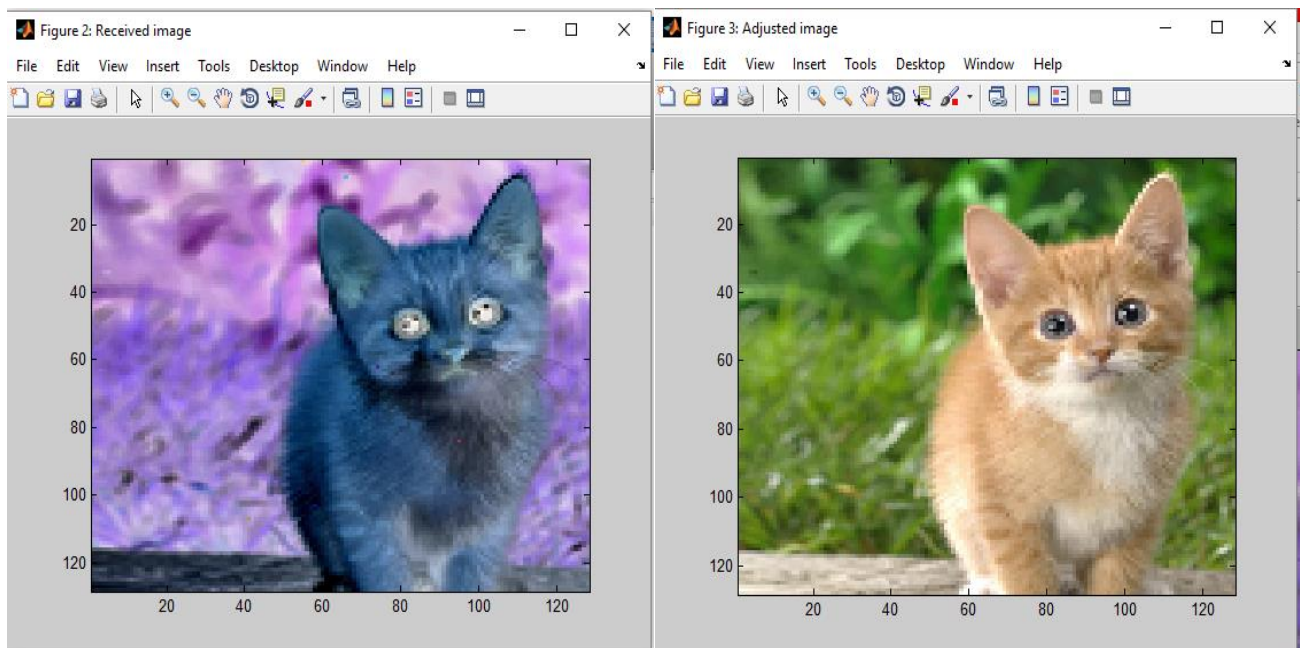 Figure 2: Received image
File Edit View Insert Tools Desktop Window Help
20
40
60
80
100
120
20 40 60 80 100 120
Figure 3: Adjusted image
File Edit View Insert Tools Desktop Window Help
20
40
60
80
100
120
20 40 60 80 100 120